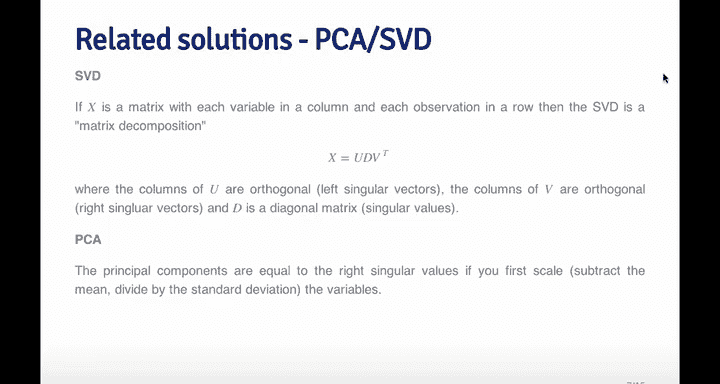 Related solutions - PCA/SVD
SVD
If X is a matrix with each variable in a column and each observation in a row then the SVD is a
"matrix decomposition"
X = UDVᵀ
where the columns of U are orthogonal (left singular vectors), the columns of V are orthogonal
(right singluar vectors) and D is a diagonal matrix (singular values).
PCA
The principal components are equal to the right singular values if you first scale (subtract the
mean, divide by the standard deviation) the variables.